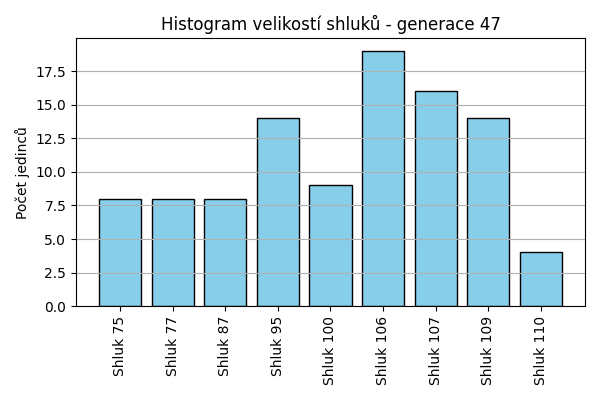 Histogram velikostí shluků - generace 47
Počet jedinců
17.5
15.0
12.5
10.0
7.5
5.0
2.5
0.0
Shluk 75
Shluk 77
Shluk 87
Shluk 95
Shluk 100
Shluk 106
Shluk 107
Shluk 109
Shluk 110